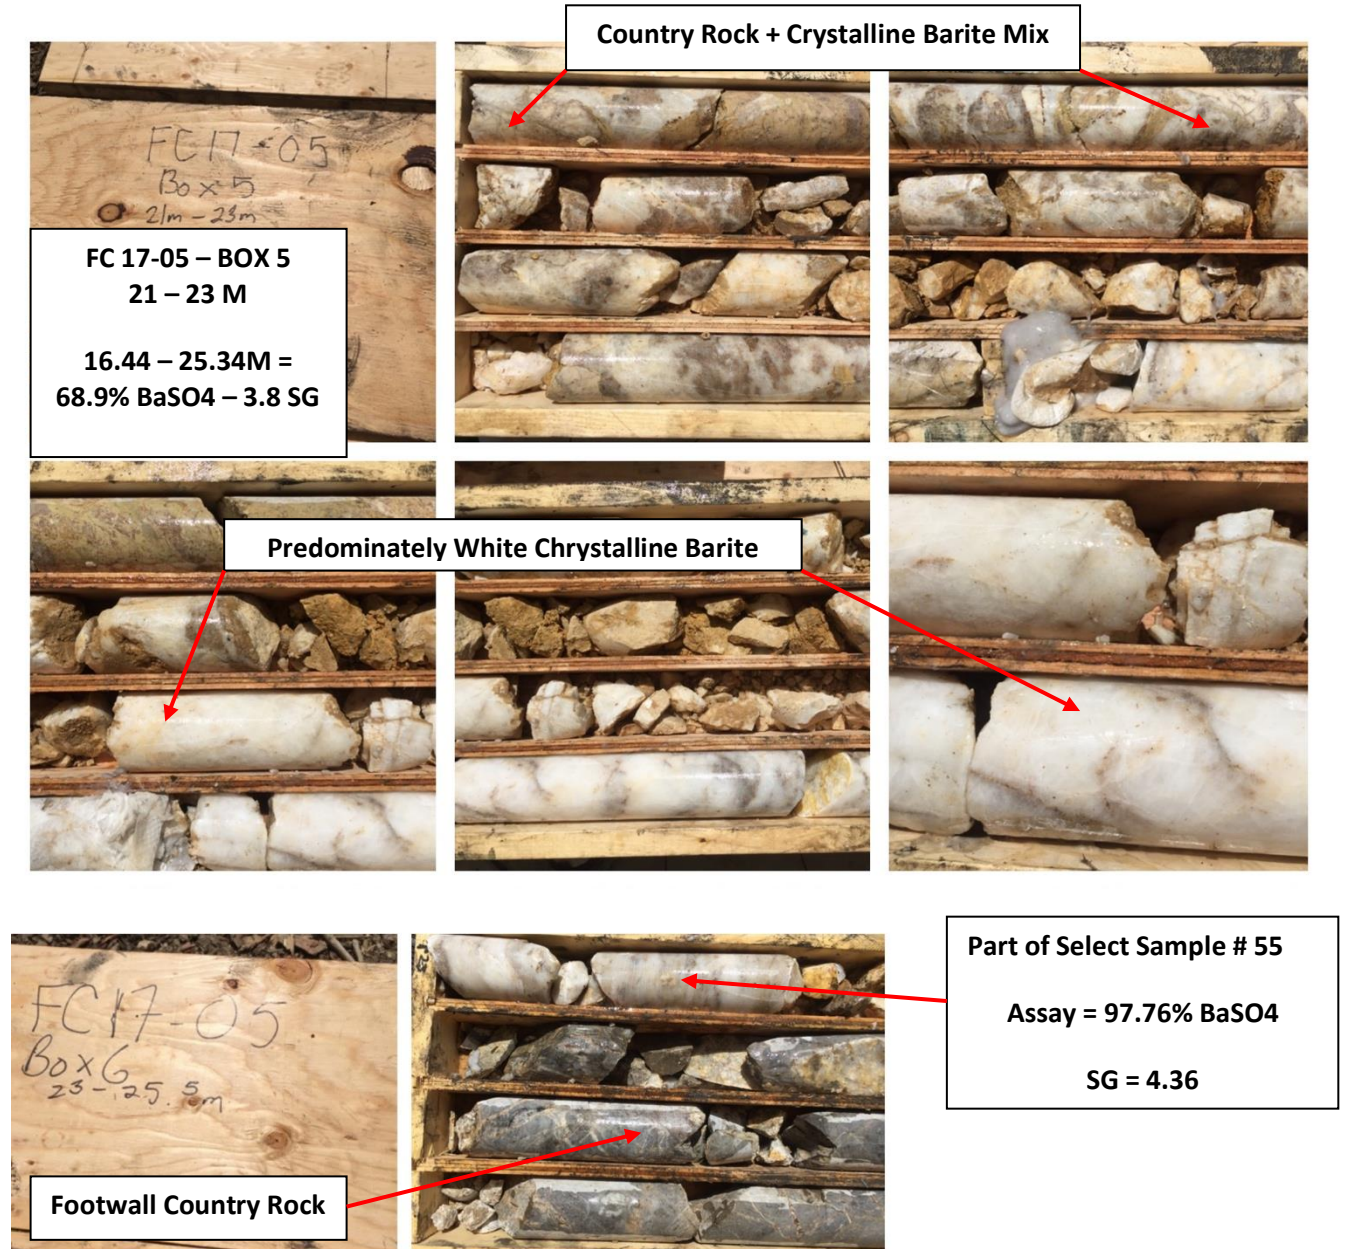 Country Rock + Crystalline Barite Mix
FC17-05
Box 5
21m - 23m
FC 17-05 – BOX 5
21 – 23 M
16.44 – 25.34M =
68.9% BaSO4 – 3.8 SG
Predominately White Chrystalline Barite
Part of Select Sample # 55
Assay = 97.76% BaSO4
SG = 4.36
FC17-05
Box 6
23 - 25.5m
Footwall Country Rock